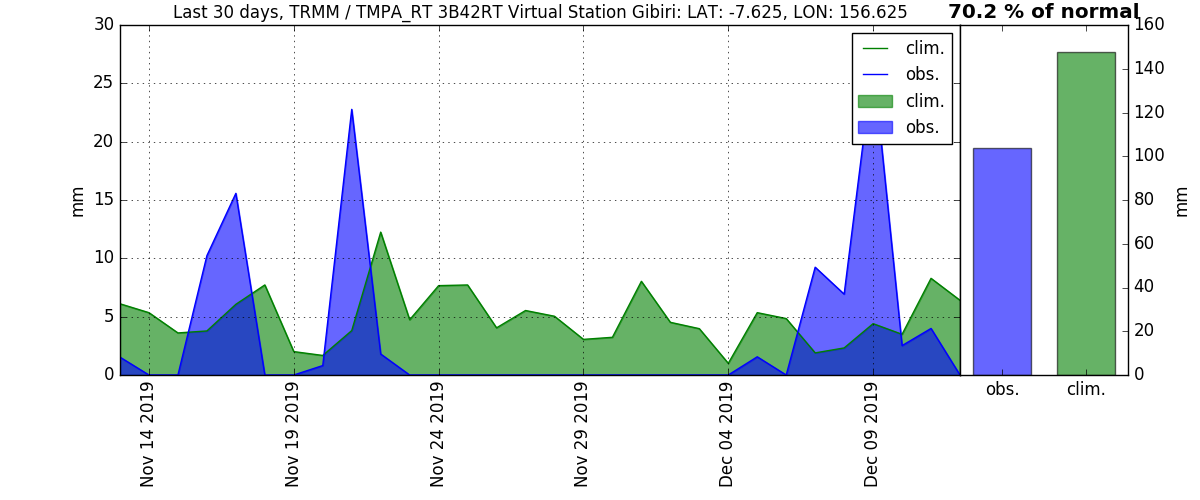 Last 30 days, TRMM / TMPA_RT 3B42RT Virtual Station Gibiri: LAT: -7.625, LON: 156.625
70.2 % of normal
30
25
20
15
10
5
0
mm
clim.
obs.
clim.
obs.
160
140
120
100
80
60
40
20
0
mm
Nov 14 2019
Nov 19 2019
Nov 24 2019
Nov 29 2019
Dec 04 2019
Dec 09 2019
obs.
clim.